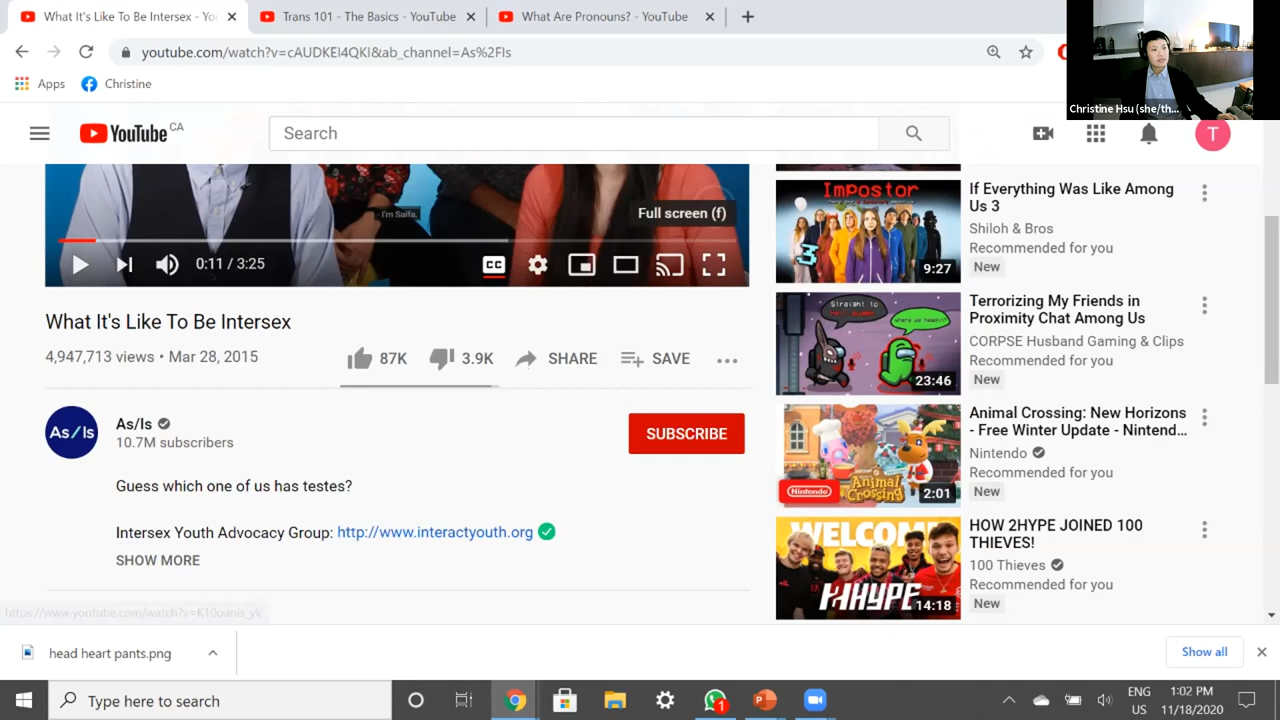 What It's Like To Be Intersex - Yo
Trans 101 - The Basics - YouTube
What Are Pronouns? - YouTube
youtube.com/watch?v=cAUDKEI4QKI&ab_channel=As%2FIs
Apps
Christine
Christine Hsu (she/th...
YouTube CA
Search
T
I'm Saifa.
Full screen (f)
0:11 / 3:25
CC
What It's Like To Be Intersex
4,947,713 views • Mar 28, 2015
87K
3.9K
SHARE
SAVE
As/Is
As/Is
10.7M subscribers
SUBSCRIBE
Guess which one of us has testes?
Intersex Youth Advocacy Group: http://www.interactyouth.org
SHOW MORE
IMPOSTOR
3
9:27
If Everything Was Like Among
Us 3
Shiloh & Bros
Recommended for you
New
STRAIGHT TO
23:46
Terrorizing My Friends in
Proximity Chat Among Us
CORPSE Husband Gaming & Clips
Recommended for you
New
Nintendo
Animal
Crossing
2:01
Animal Crossing: New Horizons
- Free Winter Update - Nintend...
Nintendo
Recommended for you
New
WELCOME
2HYPE
14:18
HOW 2HYPE JOINED 100
THIEVES!
100 Thieves
Recommended for you
New
head heart pants.png
Show all
Type here to search
1
ENG
US
1:02 PM
11/18/2020